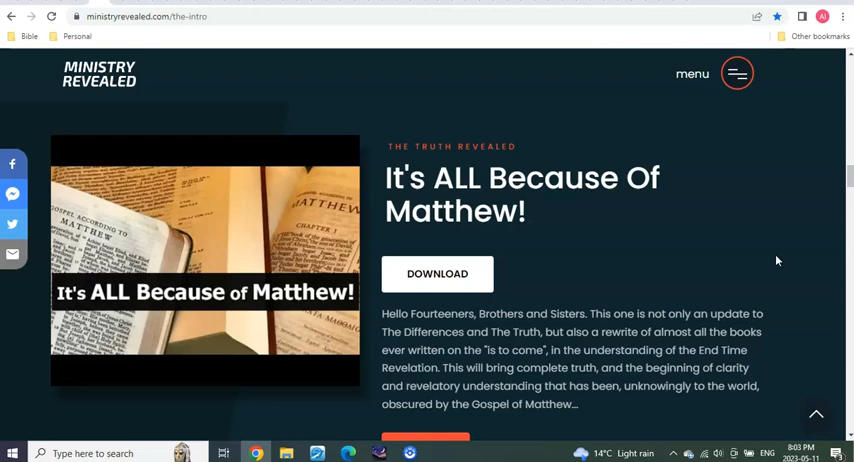 ministryrevealed.com/the-intro
AI
Bible
Personal
Other bookmarks
MINISTRY
REVEALED
menu
THE TRUTH REVEALED
It's ALL Because Of
Matthew!
GOSPEL ACCORDING TO
MATTHEW
MATTHEW
CHAPTER 1
It's ALL Because of Matthew!
DOWNLOAD
Hello Fourteeners, Brothers and Sisters. This one is not only an update to
The Differences and The Truth, but also a rewrite of almost all the books
ever written on the "is to come", in the understanding of the End Time
Revelation. This will bring complete truth, and the beginning of clarity
and revelatory understanding that has been, unknowingly to the world,
obscured by the Gospel of Matthew...
Type here to search
14°C Light rain
ENG
8:03 PM
2023-05-11
3